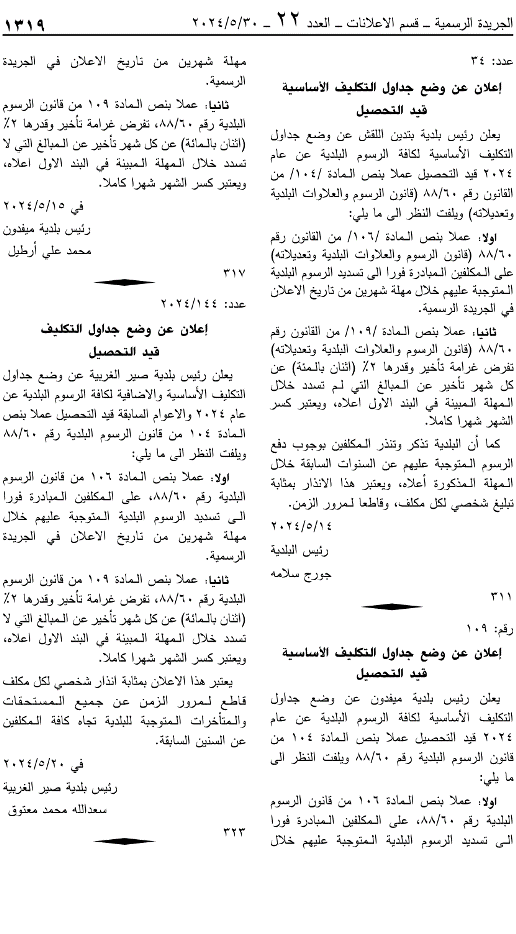 الجريدة الرسمية ــ قسم الاعلانات ــ العدد ٢٢ ــ ٢٠٢٤/٥/٣٠
١٣١٩
عدد: ٣٤
إعلان عن وضع جداول التكليف الأساسية
قيد التحصيل
يعلن رئيس بلدية بتدين اللقش عن وضع جداول
التكليف الأساسية لكافة الرسوم البلدية عن عام
٢٠٢٤ قيد التحصيل عملا بنص المادة /١٠٤/ من
القانون رقم ٨٨/٦٠ (قانون الرسوم والعلاوات البلدية
وتعديلاته) ويلفت النظر الى ما يلي:
اولا: عملا بنص المادة /١٠٦/ من القانون رقم
٨٨/٦٠ (قانون الرسوم والعلاوات البلدية وتعديلاته)
على المكلفين المبادرة فورا الى تسديد الرسوم البلدية
المتوجبة عليهم خلال مهلة شهرين من تاريخ الاعلان
في الجريدة الرسمية.
ثانيا: عملا بنص المادة /١٠٩/ من القانون رقم
٨٨/٦٠ (قانون الرسوم والعلاوات البلدية وتعديلاته)
تفرض غرامة تأخير وقدرها ٢٪ (اثنان بالمئة) عن
كل شهر تأخير عن المبالغ التي لم تسدد خلال
المهلة المبينة في البند الاول اعلاه، ويعتبر كسر
الشهر شهرا كاملا.
كما أن البلدية تذكر وتنذر المكلفين بوجوب دفع
الرسوم المتوجبة عليهم عن السنوات السابقة خلال
المهلة المذكورة أعلاه، ويعتبر هذا الانذار بمثابة
تبليغ شخصي لكل مكلف، وقاطعا لمرور الزمن.
٢٠٢٤/٥/١٤
رئيس البلدية
جورج سلامه
٣١١
رقم: ١٠٩
إعلان عن وضع جداول التكليف الأساسية
قيد التحصيل
يعلن رئيس بلدية ميفدون عن وضع جداول
التكليف الأساسية لكافة الرسوم البلدية عن عام
٢٠٢٤ قيد التحصيل عملا بنص المادة ١٠٤ من
قانون الرسوم البلدية رقم ٨٨/٦٠ ويلفت النظر الى
ما يلي:
اولا: عملا بنص المادة ١٠٦ من قانون الرسوم
البلدية رقم ٨٨/٦٠، على المكلفين المبادرة فورا
الى تسديد الرسوم البلدية المتوجبة عليهم خلال
مهلة شهرين من تاريخ الاعلان في الجريدة
الرسمية.
ثانيا: عملا بنص المادة ١٠٩ من قانون الرسوم
البلدية رقم ٨٨/٦٠، تفرض غرامة تأخير وقدرها ٢٪
(اثنان بالمائة) عن كل شهر تأخير عن المبالغ التي لا
تسدد خلال المهلة المبينة في البند الاول اعلاه،
ويعتبر كسر الشهر شهرا كاملا.
في ٢٠٢٤/٥/١٥
رئيس بلدية ميفدون
محمد علي أرطيل
٣١٧
عدد: ٢٠٢٤/١٤٤
إعلان عن وضع جداول التكليف
قيد التحصيل
يعلن رئيس بلدية صير الغربية عن وضع جداول
التكليف الأساسية والاضافية لكافة الرسوم البلدية عن
عام ٢٠٢٤ والاعوام السابقة قيد التحصيل عملا بنص
المادة ١٠٤ من قانون الرسوم البلدية رقم ٨٨/٦٠
ويلفت النظر الى ما يلي:
اولا: عملا بنص المادة ١٠٦ من قانون الرسوم
البلدية رقم ٨٨/٦٠، على المكلفين المبادرة فورا
الى تسديد الرسوم البلدية المتوجبة عليهم خلال
مهلة شهرين من تاريخ الاعلان في الجريدة
الرسمية.
ثانيا: عملا بنص المادة ١٠٩ من قانون الرسوم
البلدية رقم ٨٨/٦٠، تفرض غرامة تأخير وقدرها ٢٪
(اثنان بالمائة) عن كل شهر تأخير عن المبالغ التي لا
تسدد خلال المهلة المبينة في البند الاول اعلاه،
ويعتبر كسر الشهر شهرا كاملا.
يعتبر هذا الاعلان بمثابة انذار شخصي لكل مكلف
قاطع لمرور الزمن عن جميع المستحقات
والمتأخرات المتوجبة للبلدية تجاه كافة المكلفين
عن السنين السابقة.
في ٢٠٢٤/٥/٢٠
رئيس بلدية صير الغربية
سعدالله محمد معتوق
٣٢٣